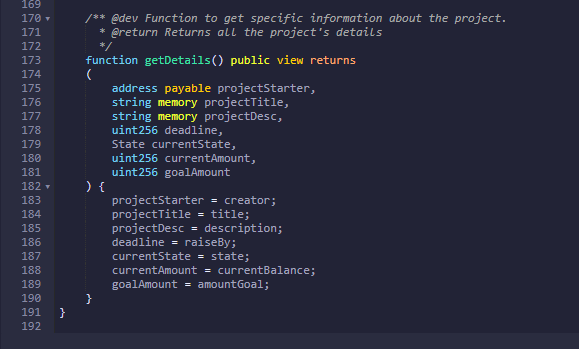 169
170 /** @dev Function to get specific information about the project.
171 * @return Returns all the project's details
172 */
173 function getDetails() public view returns
174 (
175 address payable projectStarter,
176 string memory projectTitle,
177 string memory projectDesc,
178 uint256 deadline,
179 State currentState,
180 uint256 currentAmount,
181 uint256 goalAmount
182 ) {
183 projectStarter = creator;
184 projectTitle = title;
185 projectDesc = description;
186 deadline = raiseBy;
187 currentState = state;
188 currentAmount = currentBalance;
189 goalAmount = amountGoal;
190 }
191 }
192